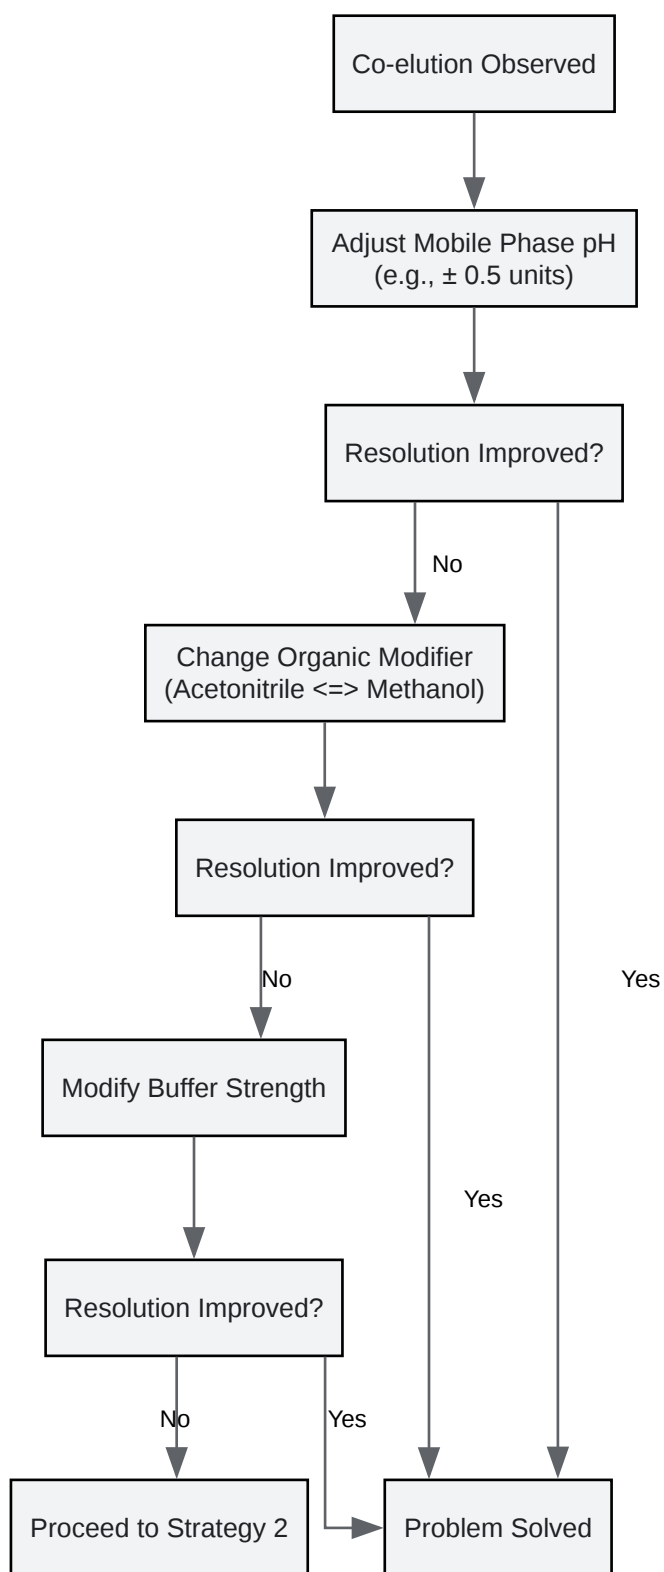 Co-elution Observed
Adjust Mobile Phase pH
(e.g., ± 0.5 units)
Resolution Improved?
No
Change Organic Modifier
(Acetonitrile <=> Methanol)
Resolution Improved?
No
Yes
Modify Buffer Strength
Yes
Resolution Improved?
No
Yes
Proceed to Strategy 2
Problem Solved